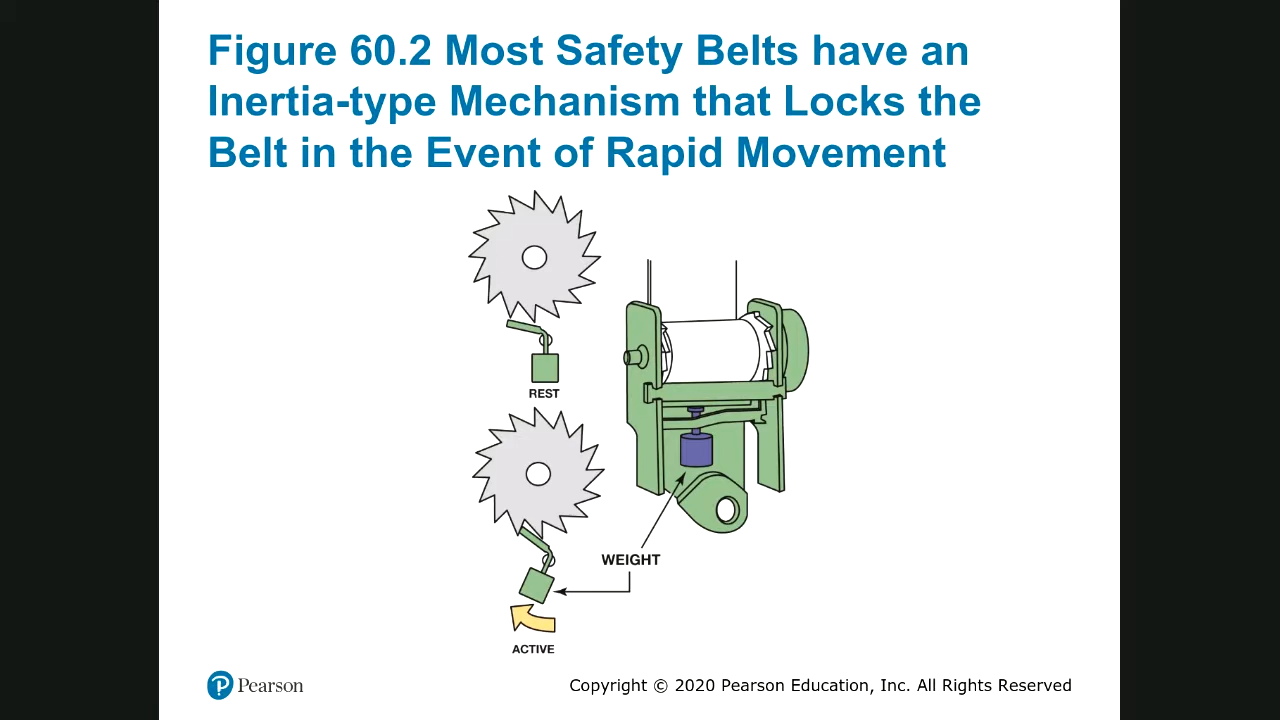 Figure 60.2 Most Safety Belts have an
Inertia-type Mechanism that Locks the
Belt in the Event of Rapid Movement
REST
WEIGHT
ACTIVE
Pearson
Copyright © 2020 Pearson Education, Inc. All Rights Reserved